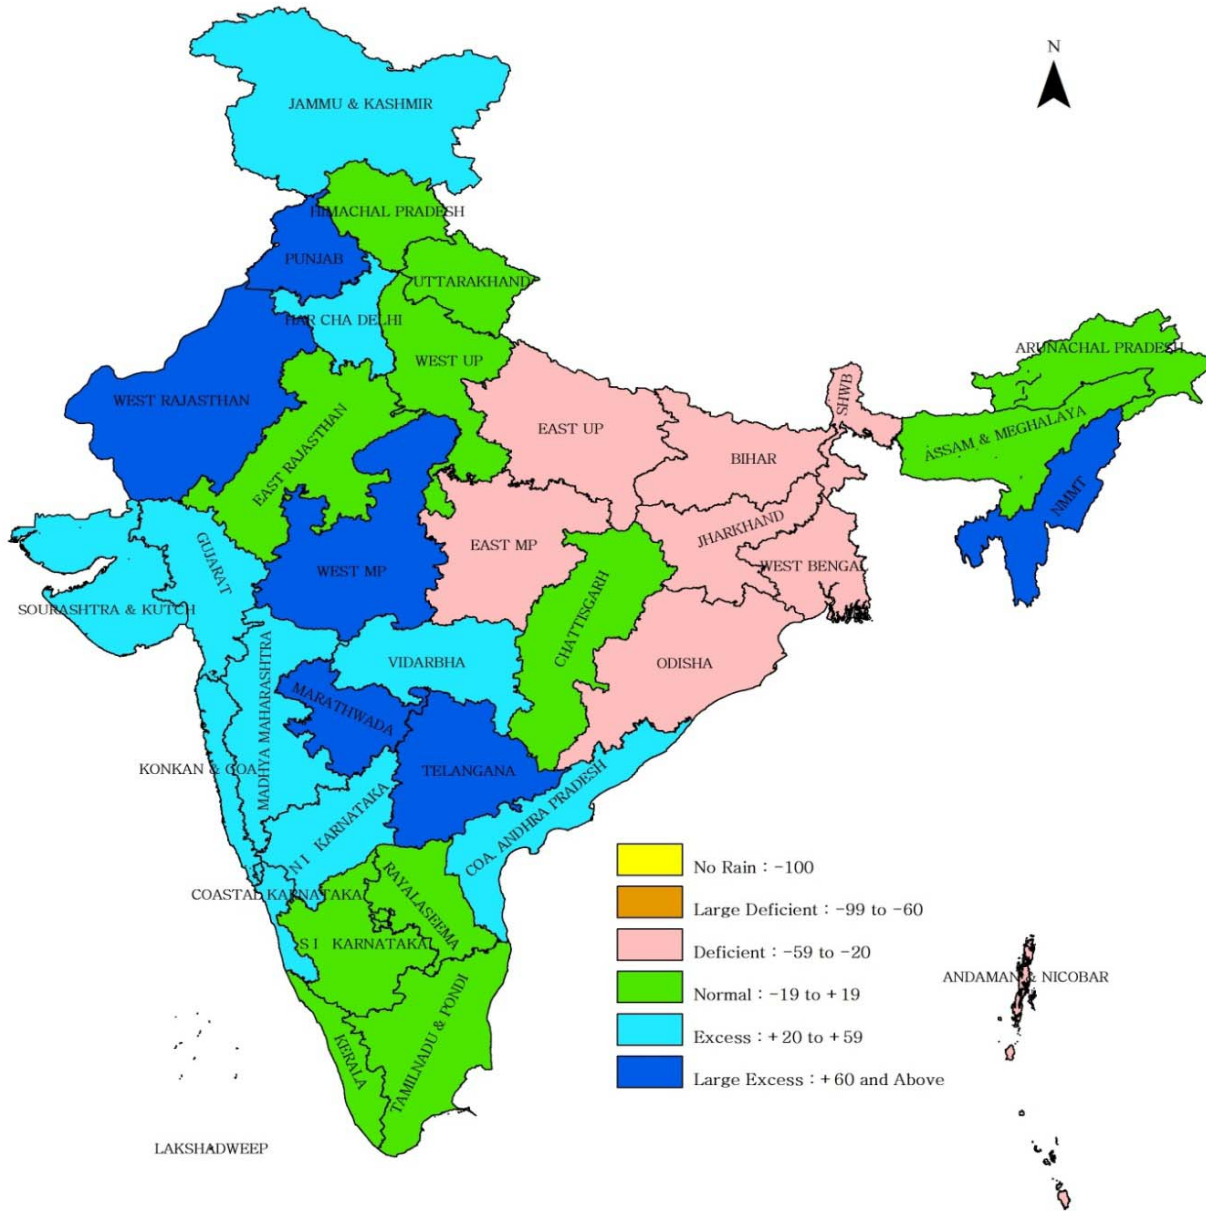 N
JAMMU & KASHMIR
HIMACHAL PRADESH
PUNJAB
UTTARAKHAND
HAR CHA DELHI
WEST UP
ARUNACHAL PRADESH
SHWB
WEST RAJASTHAN
EAST RAJASTHAN
EAST UP
BIHAR
ASSAM & MEGHALAYA
NMMT
GUJARAT
WEST MP
EAST MP
JHARKHAND
WEST BENGAL
SOURASHTRA & KUTCH
CHATTISGARH
VIDARBHA
ODISHA
MADHYA MAHARASHTRA
MARATHWADA
KONKAN & GOA
TELANGANA
COA. ANDHRA PRADESH
N I KARNATAKA
COASTAL KARNATAKA
RAYALASEEMA
S I KARNATAKA
KERALA
TAMILNADU & PONDI
LAKSHADWEEP
ANDAMAN & NICOBAR
No Rain : -100
Large Deficient : -99 to -60
Deficient : -59 to -20
Normal : -19 to +19
Excess : +20 to +59
Large Excess : +60 and Above